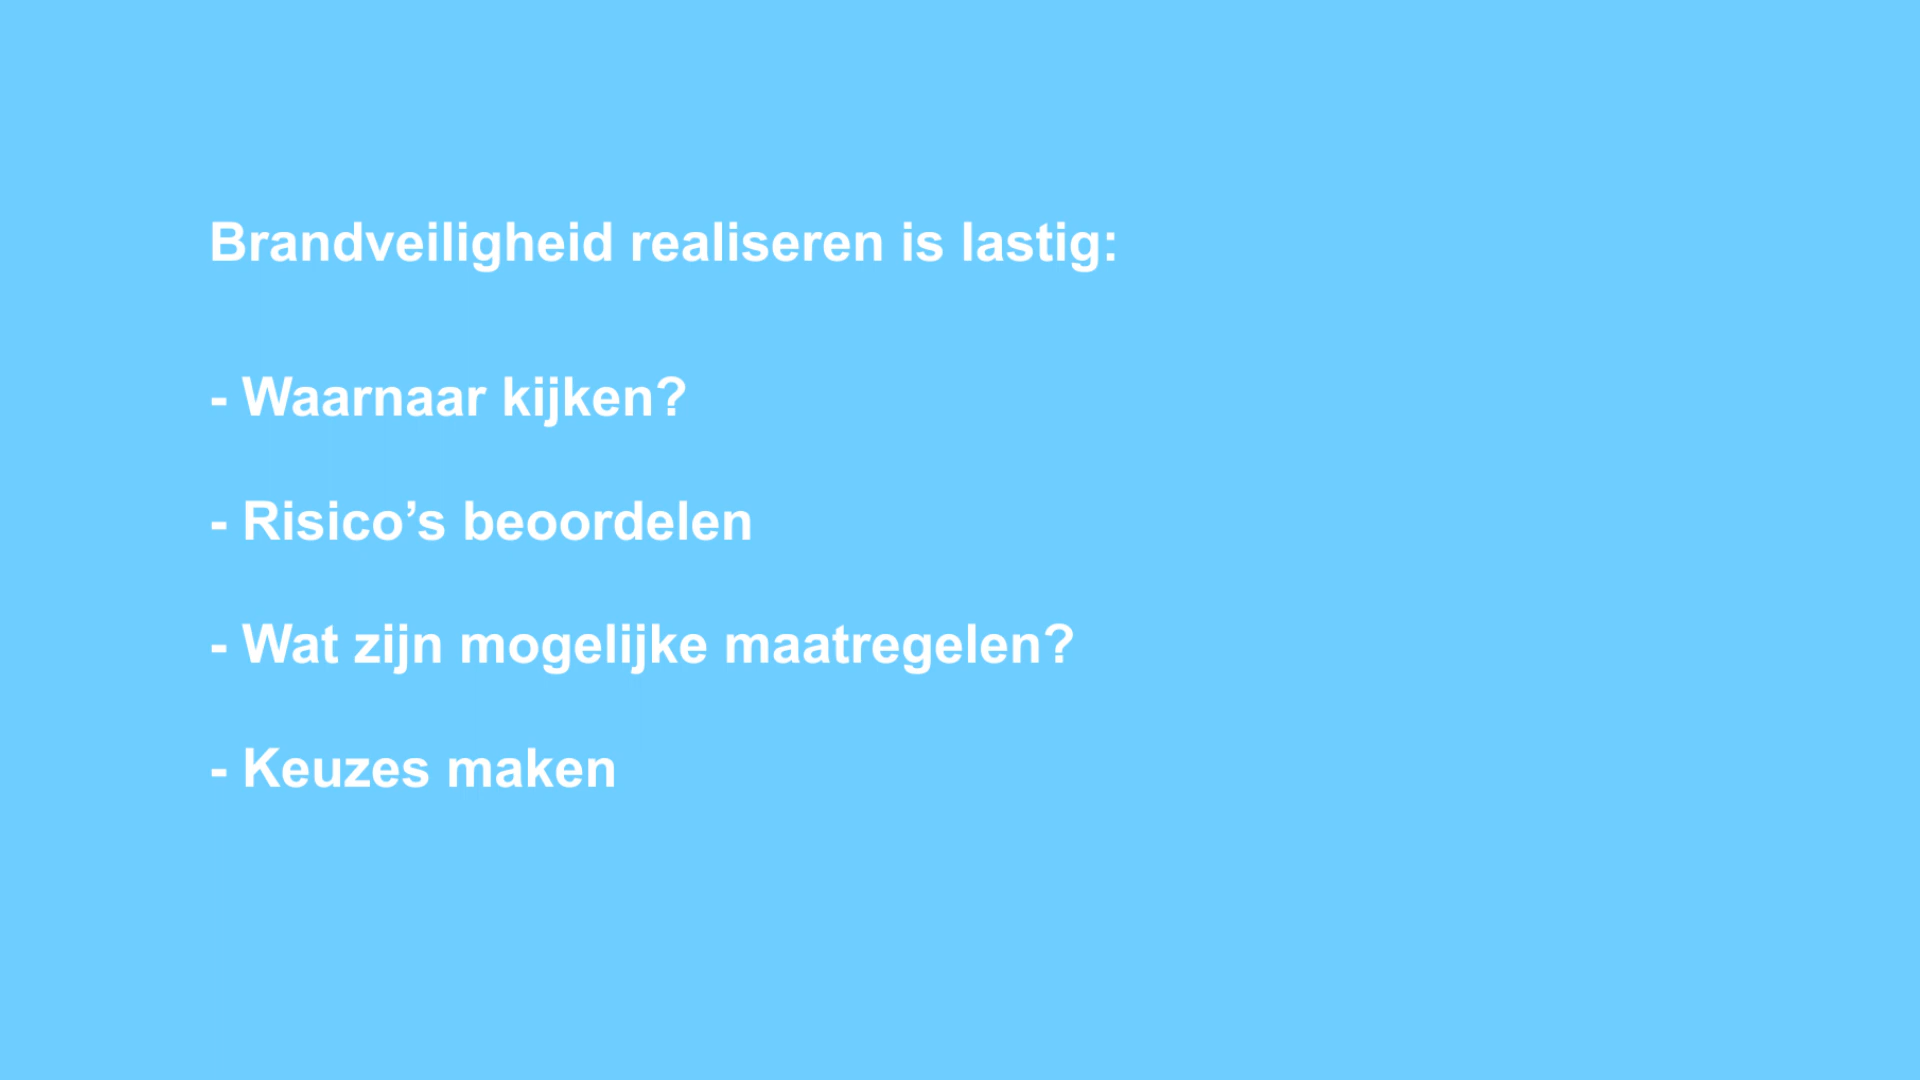 Brandveiligheid realiseren is lastig:
- Waarnaar kijken?
- Risico’s beoordelen
- Wat zijn mogelijke maatregelen?
- Keuzes maken